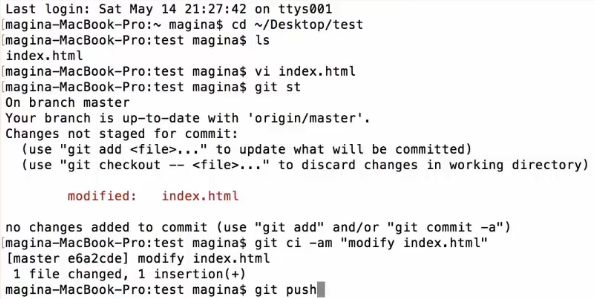 Last login: Sat May 14 21:27:42 on ttys001
magina-MacBook-Pro:~ magina$ cd ~/Desktop/test
magina-MacBook-Pro:test magina$ ls
index.html
magina-MacBook-Pro:test magina$ vi index.html
magina-MacBook-Pro:test magina$ git st
On branch master
Your branch is up-to-date with 'origin/master'.
Changes not staged for commit:
  (use "git add <file>..." to update what will be committed)
  (use "git checkout -- <file>..." to discard changes in working directory)
        modified:   index.html
no changes added to commit (use "git add" and/or "git commit -a")
magina-MacBook-Pro:test magina$ git ci -am "modify index.html"
[master e6a2cde] modify index.html
 1 file changed, 1 insertion(+)
magina-MacBook-Pro:test magina$ git push